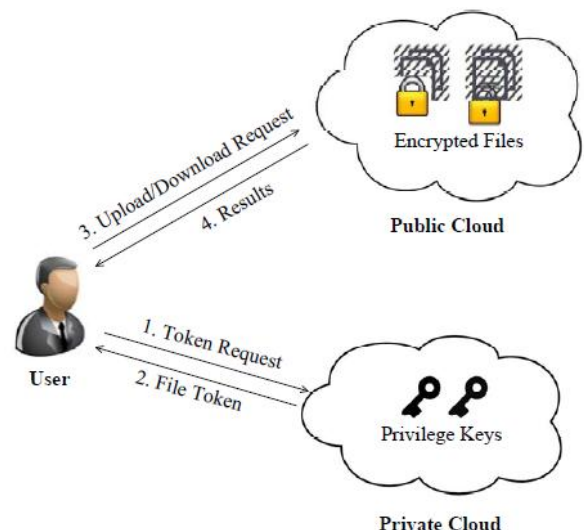 Encrypted Files
Public Cloud
3. Upload/Download Request
4. Results
User
1. Token Request
2. File Token
Privilege Keys
Private Cloud